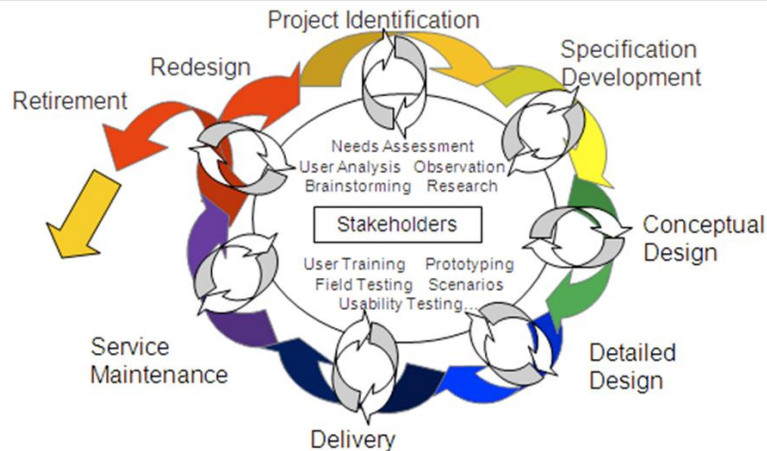 Project Identification
Redesign
Specification
Development
Retirement
Needs Assessment
User Analysis Observation
Brainstorming Research
Stakeholders
Conceptual
Design
User Training Prototyping
Field Testing Scenarios
Usability Testing...
Service
Maintenance
Detailed
Design
Delivery